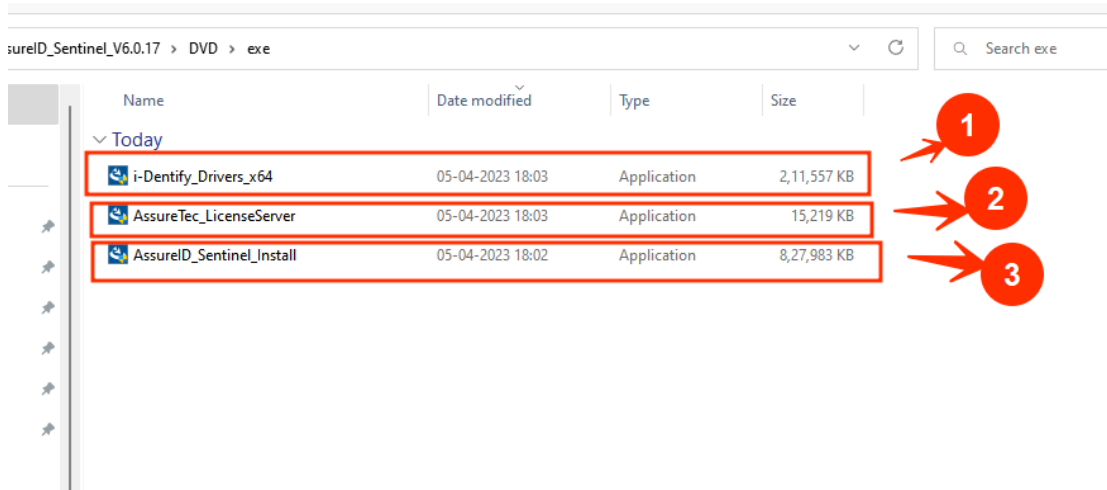 sureID_Sentinel_V6.0.17 > DVD > exe Search exe
Name Date modified Type Size
Today
i-Dentify_Drivers_x64 05-04-2023 18:03 Application 2,11,557 KB
1
AssureTec_LicenseServer 05-04-2023 18:03 Application 15,219 KB
2
AssureID_Sentinel_Install 05-04-2023 18:02 Application 8,27,983 KB
3